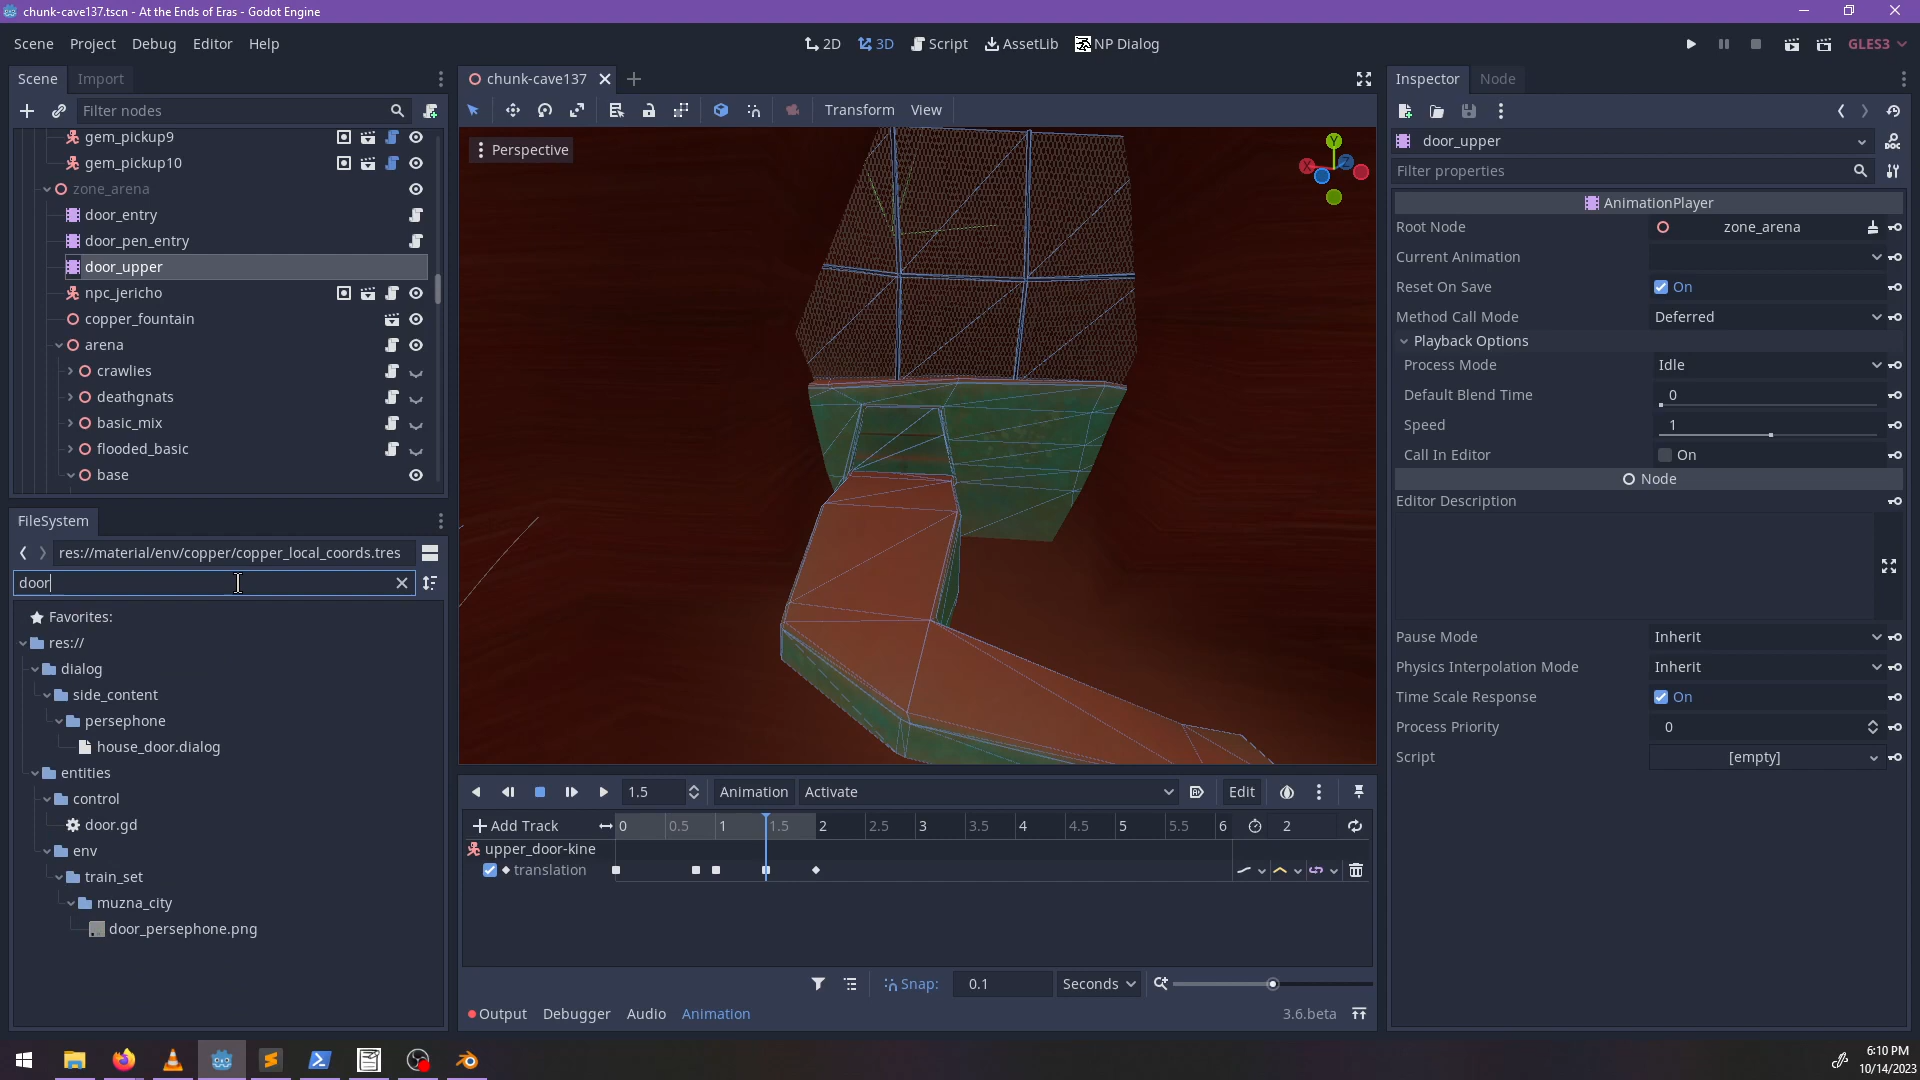 chunk-cave137.tscn - At the Ends of Eras - Godot Engine
Scene Project Debug Editor Help
2D 3D Script AssetLib NP Dialog
GLES3
Scene Import
Filter nodes
gem_pickup9
gem_pickup10
zone_arena
door_entry
door_pen_entry
door_upper
npc_jericho
copper_fountain
arena
crawlies
deathgnats
basic_mix
flooded_basic
base
FileSystem
res://material/env/copper/copper_local_coords.tres
door
Favorites:
res://
dialog
side_content
persephone
house_door.dialog
entities
control
door.gd
env
train_set
muzna_city
door_persephone.png
chunk-cave137
Transform View
Perspective
Y
X
Z
1.5 Animation Activate Edit
Add Track 0 0.5 1 1.5 2 2.5 3 3.5 4 4.5 5 5.5 6 2
upper_door-kine
translation
Snap: 0.1 Seconds
Output Debugger Audio Animation 3.6.beta
Inspector Node
door_upper
Filter properties
AnimationPlayer
Root Node zone_arena
Current Animation
Reset On Save On
Method Call Mode Deferred
Playback Options
Process Mode Idle
Default Blend Time 0
Speed 1
Call In Editor On
Node
Editor Description
Pause Mode Inherit
Physics Interpolation Mode Inherit
Time Scale Response On
Process Priority 0
Script [empty]
6:10 PM
10/14/2023